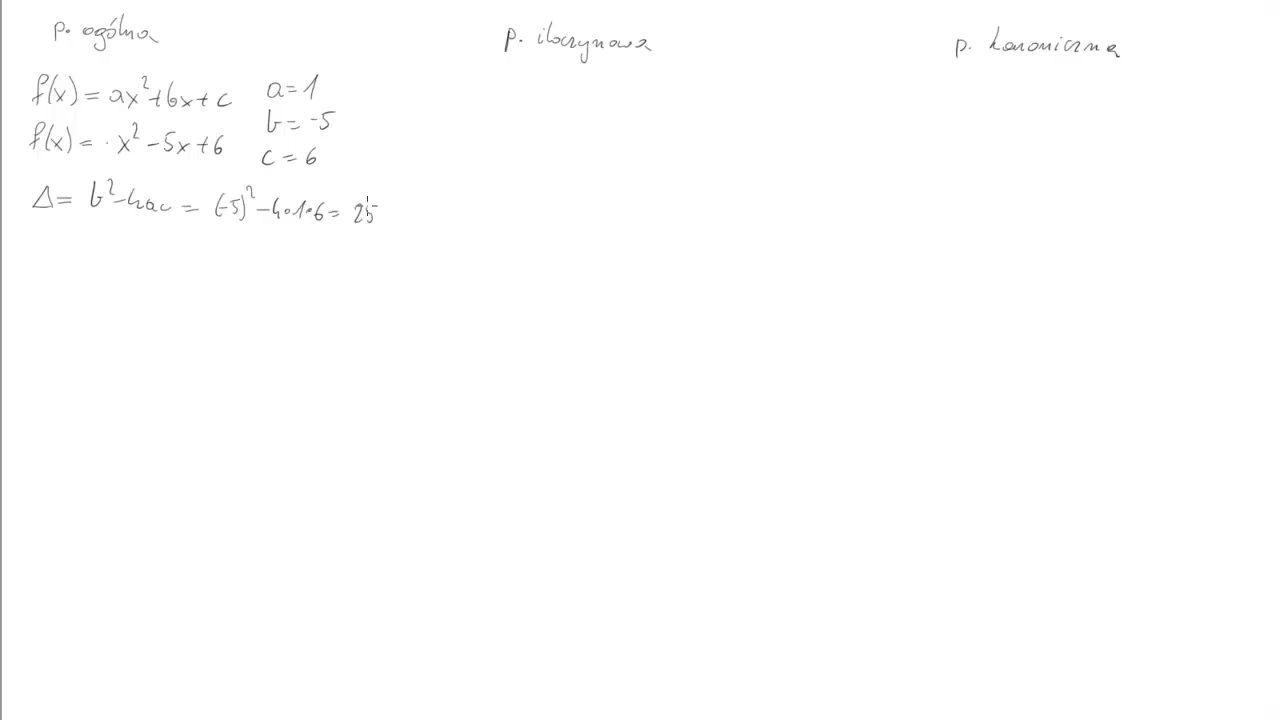 p. ogólna
p. iloczynowa
p. kanoniczna
f(x) = ax²+bx+c
a=1
b=-5
f(x) = x²-5x+6
c=6
Δ= b²-4ac = (-5)²-4·1·6= 25